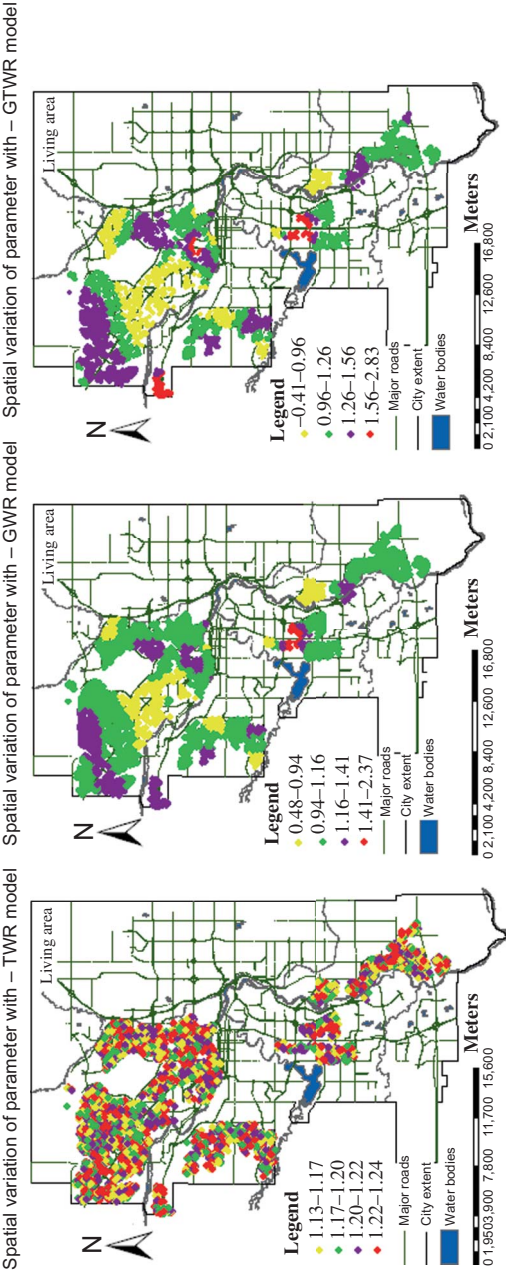 Spatial variation of parameter with – TWR model
Living area
N
Legend
1.13–1.17
1.17–1.20
1.20–1.22
1.22–1.24
Major roads
City extent
Water bodies
Meters
0 1,9503,900 7,800 11,700 15,600
Spatial variation of parameter with – GWR model
Living area
N
Legend
0.48–0.94
0.94–1.16
1.16–1.41
1.41–2.37
Major roads
City extent
Water bodies
Meters
0 2,100 4,200 8,400 12,600 16,800
Spatial variation of parameter with – GTWR model
Living area
N
Legend
–0.41–0.96
0.96–1.26
1.26–1.56
1.56–2.83
Major roads
City extent
Water bodies
Meters
0 2,100 4,200 8,400 12,600 16,800